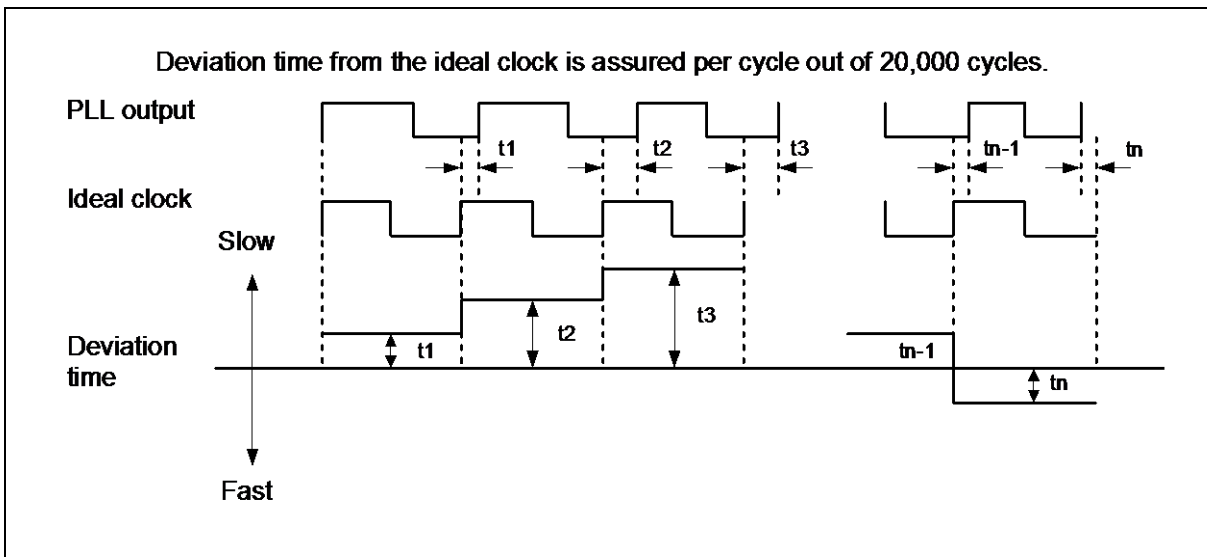 Deviation time from the ideal clock is assured per cycle out of 20,000 cycles.
PLL output
t1
t2
t3
tn-1
tn
Ideal clock
Slow
Deviation
time
t1
t2
t3
tn-1
tn
Fast